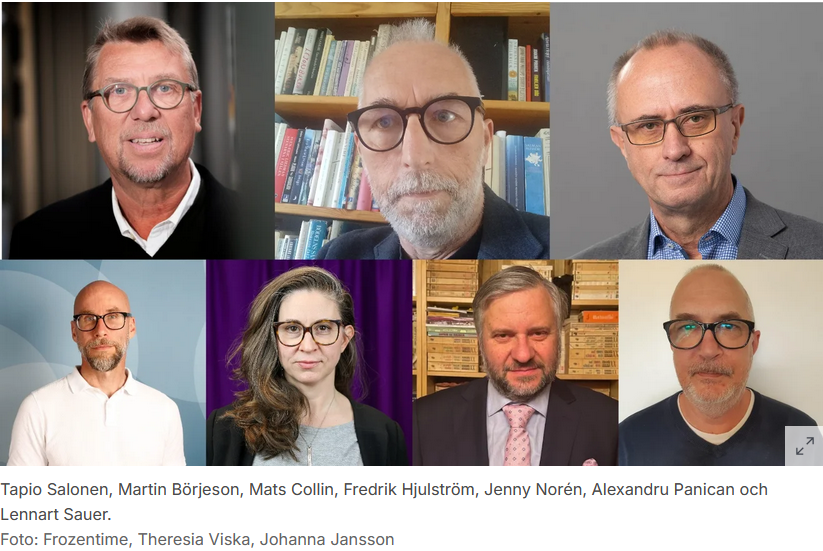 Tapio Salonen, Martin Börjeson, Mats Collin, Fredrik Hjulström, Jenny Norén, Alexandru Panican och
Lennart Sauer.
Foto: Frozentime, Theresia Viska, Johanna Jansson